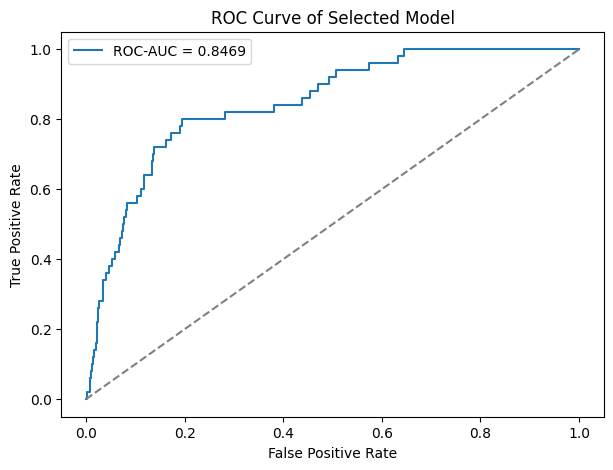 ROC Curve of Selected Model
ROC-AUC = 0.8469
True Positive Rate
1.0
0.8
0.6
0.4
0.2
0.0
0.0 0.2 0.4 0.6 0.8 1.0
False Positive Rate